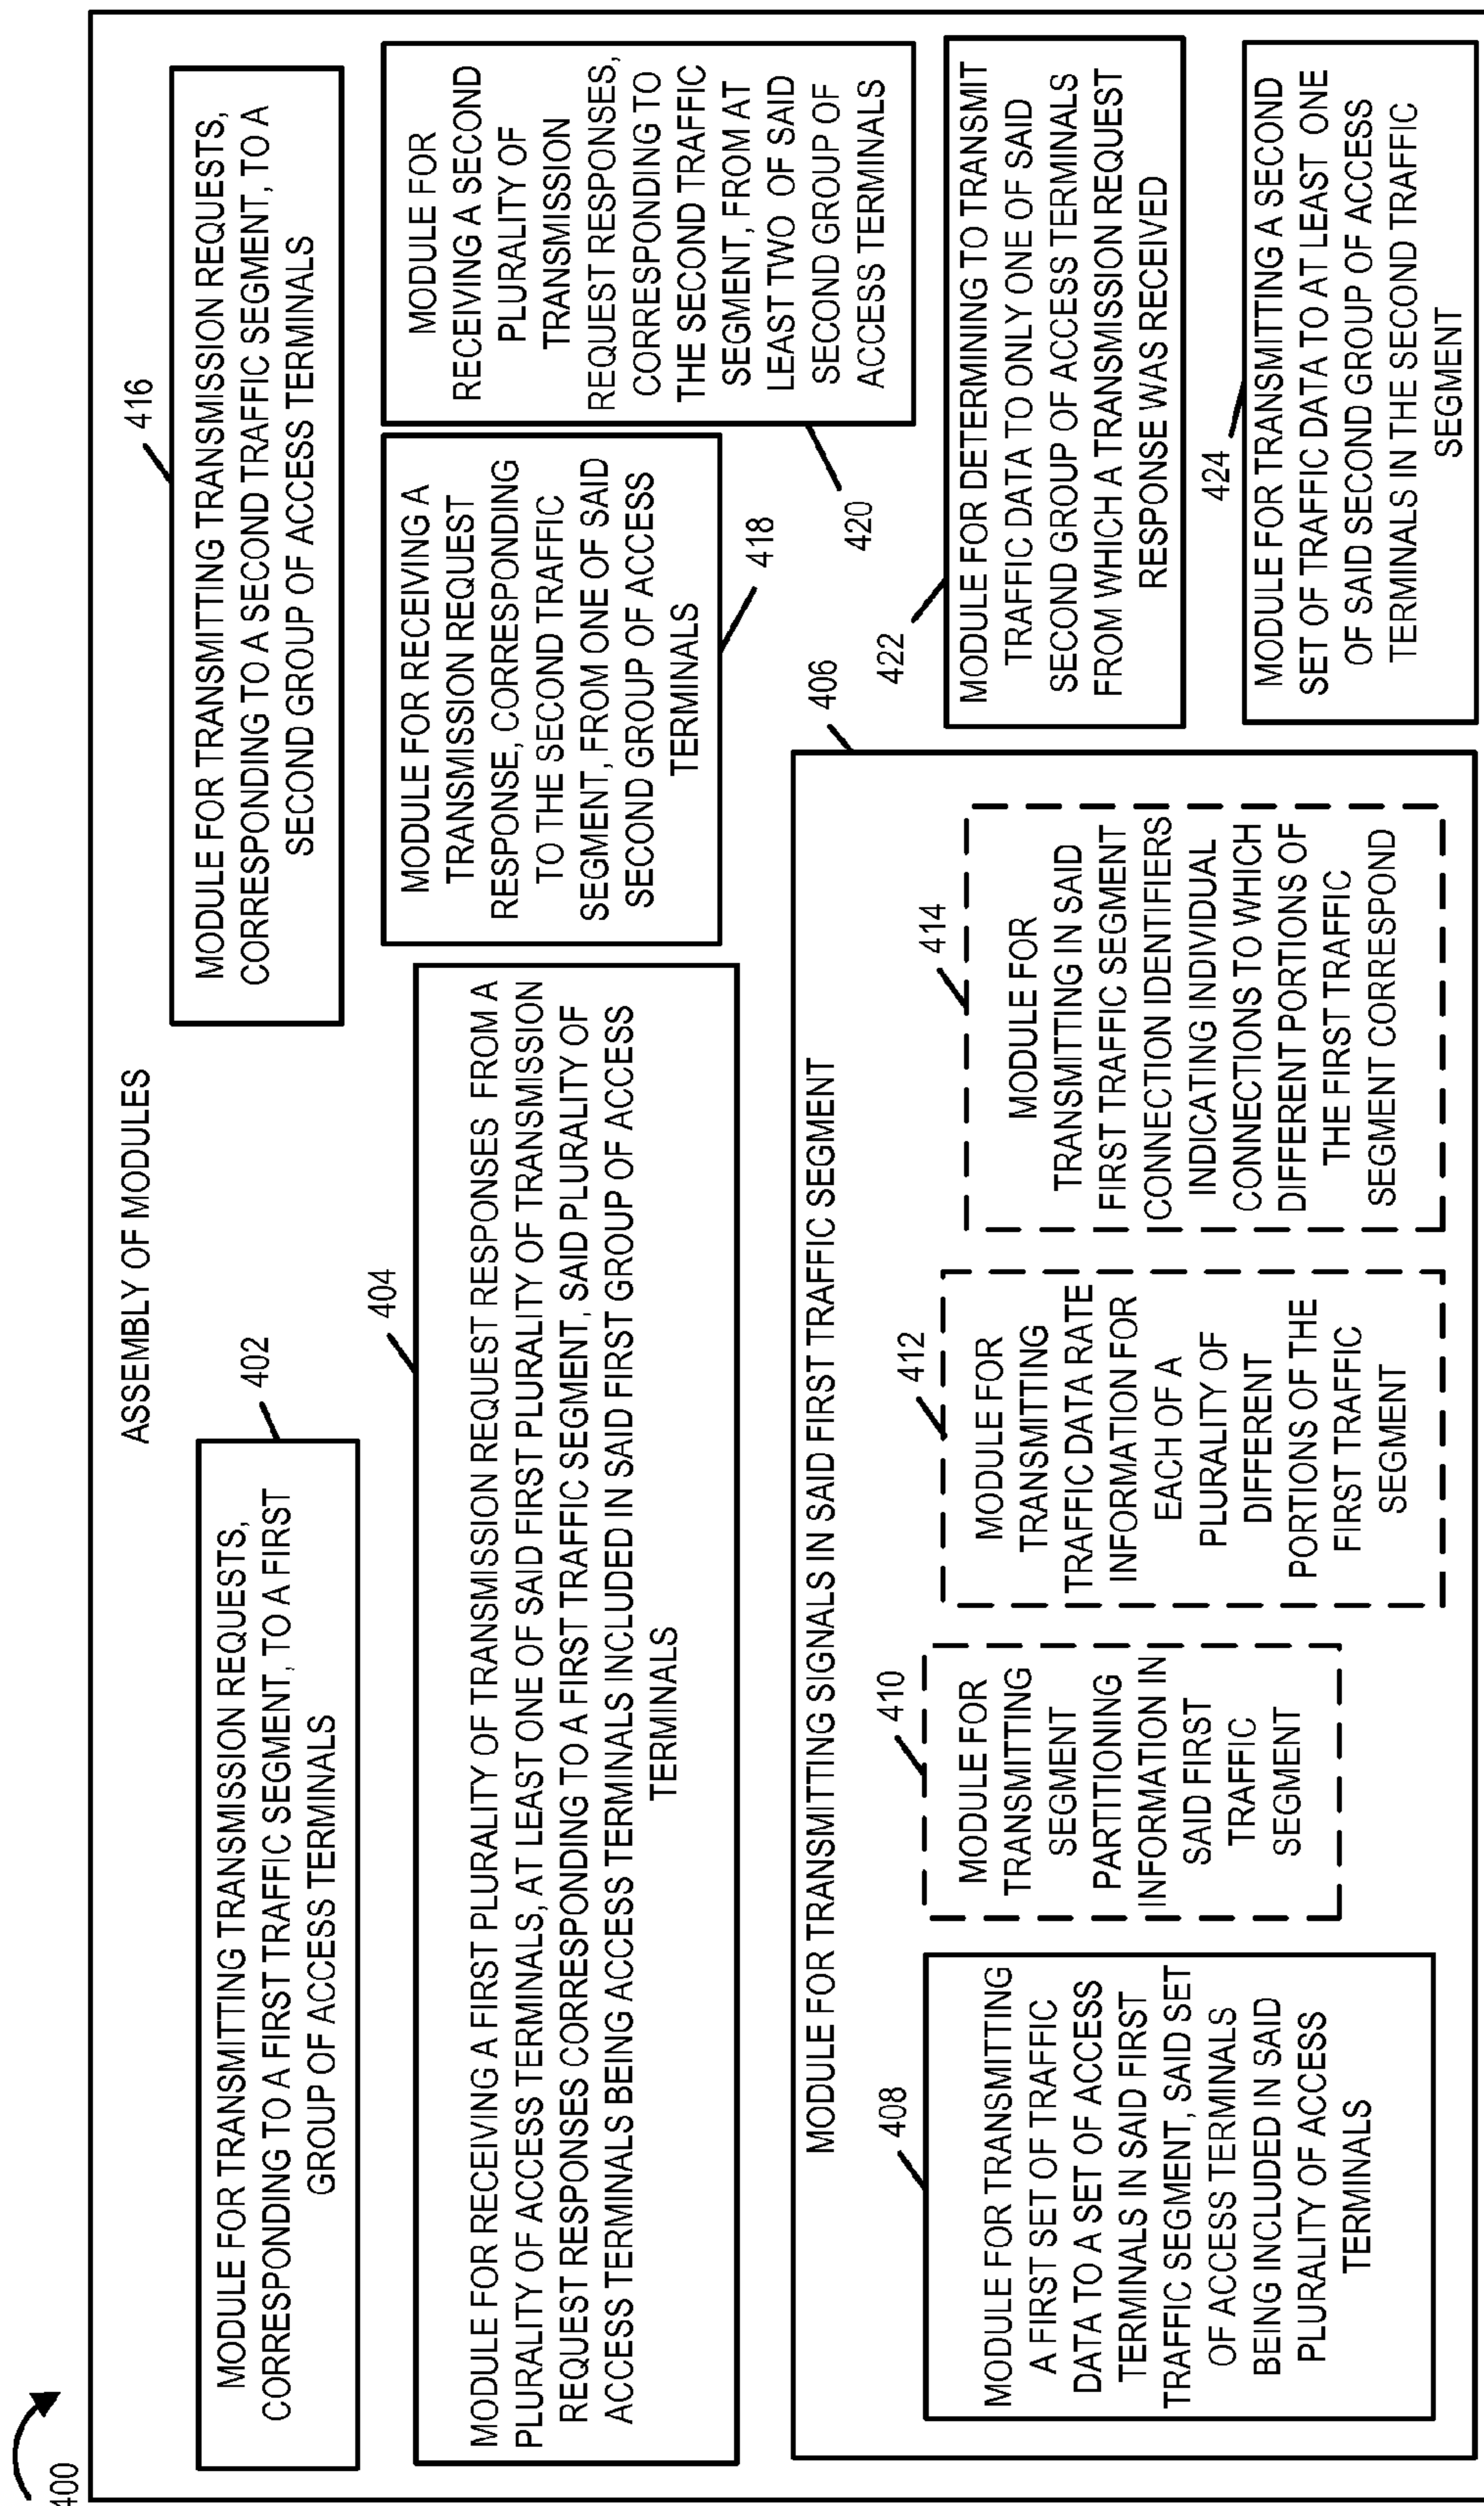 400
ASSEMBLY OF MODULES
402
MODULE FOR TRANSMITTING TRANSMISSION REQUESTS,
CORRESPONDING TO A FIRST TRAFFIC SEGMENT, TO A FIRST
GROUP OF ACCESS TERMINALS
404
MODULE FOR RECEIVING A FIRST PLURALITY OF TRANSMISSION REQUEST RESPONSES FROM A
PLURALITY OF ACCESS TERMINALS, AT LEAST ONE OF SAID FIRST PLURALITY OF TRANSMISSION
REQUEST RESPONSES CORRESPONDING TO A FIRST TRAFFIC SEGMENT, SAID PLURALITY OF
ACCESS TERMINALS BEING ACCESS TERMINALS INCLUDED IN SAID FIRST GROUP OF ACCESS
TERMINALS
406
MODULE FOR TRANSMITTING SIGNALS IN SAID FIRST TRAFFIC SEGMENT
408
MODULE FOR TRANSMITTING
A FIRST SET OF TRAFFIC
DATA TO A SET OF ACCESS
TERMINALS IN SAID FIRST
TRAFFIC SEGMENT, SAID SET
OF ACCESS TERMINALS
BEING INCLUDED IN SAID
PLURALITY OF ACCESS
TERMINALS
410
MODULE FOR
TRANSMITTING
SEGMENT
PARTITIONING
INFORMATION IN
SAID FIRST
TRAFFIC
SEGMENT
412
MODULE FOR
TRANSMITTING
TRAFFIC DATA RATE
INFORMATION FOR
EACH OF A
PLURALITY OF
DIFFERENT
PORTIONS OF THE
FIRST TRAFFIC
SEGMENT
414
MODULE FOR
TRANSMITTING IN SAID
FIRST TRAFFIC SEGMENT
CONNECTION IDENTIFIERS
INDICATING INDIVIDUAL
CONNECTIONS TO WHICH
DIFFERENT PORTIONS OF
THE FIRST TRAFFIC
SEGMENT CORRESPOND
416
MODULE FOR TRANSMITTING TRANSMISSION REQUESTS,
CORRESPONDING TO A SECOND TRAFFIC SEGMENT, TO A
SECOND GROUP OF ACCESS TERMINALS
418
MODULE FOR RECEIVING A
TRANSMISSION REQUEST
RESPONSE, CORRESPONDING
TO THE SECOND TRAFFIC
SEGMENT, FROM ONE OF SAID
SECOND GROUP OF ACCESS
TERMINALS
420
MODULE FOR
RECEIVING A SECOND
PLURALITY OF
TRANSMISSION
REQUEST RESPONSES,
CORRESPONDING TO
THE SECOND TRAFFIC
SEGMENT, FROM AT
LEAST TWO OF SAID
SECOND GROUP OF
ACCESS TERMINALS
422
MODULE FOR DETERMINING TO TRANSMIT
TRAFFIC DATA TO ONLY ONE OF SAID
SECOND GROUP OF ACCESS TERMINALS
FROM WHICH A TRANSMISSION REQUEST
RESPONSE WAS RECEIVED
424
MODULE FOR TRANSMITTING A SECOND
SET OF TRAFFIC DATA TO AT LEAST ONE
OF SAID SECOND GROUP OF ACCESS
TERMINALS IN THE SECOND TRAFFIC
SEGMENT